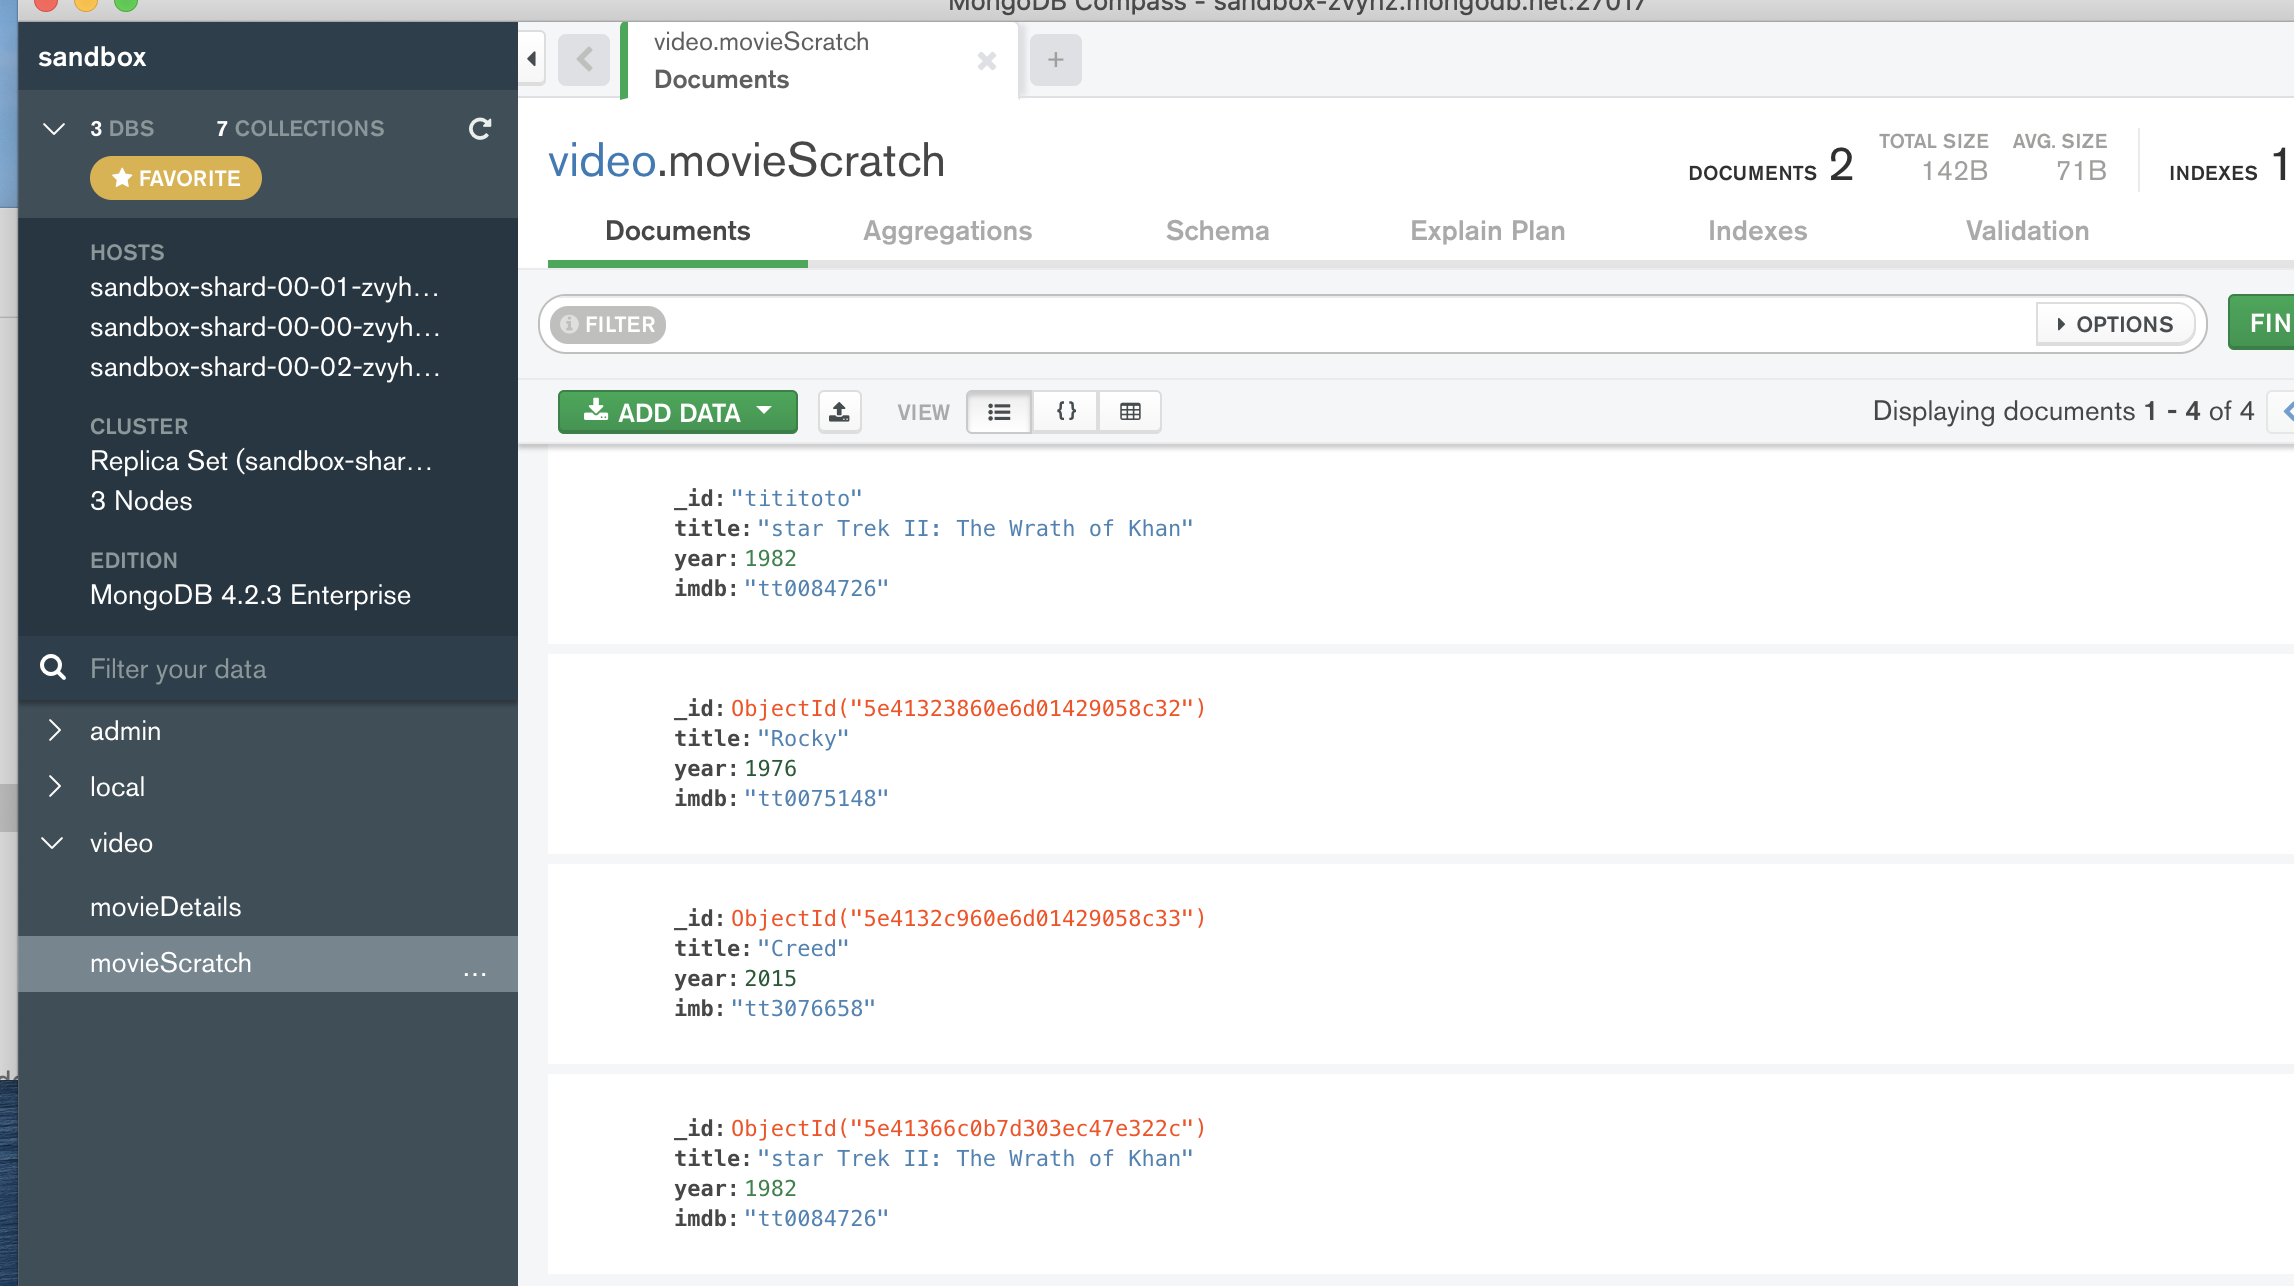 MongoDB Compass - sandbox-zvyhz.mongodb.net:27017
sandbox
3 DBS 7 COLLECTIONS
FAVORITE
HOSTS
sandbox-shard-00-01-zvyh...
sandbox-shard-00-00-zvyh...
sandbox-shard-00-02-zvyh...
CLUSTER
Replica Set (sandbox-shar...
3 Nodes
EDITION
MongoDB 4.2.3 Enterprise
Filter your data
admin
local
video
movieDetails
movieScratch ...
video.movieScratch
Documents
+
video.movieScratch
DOCUMENTS 2 TOTAL SIZE 142B AVG. SIZE 71B INDEXES 1
Documents Aggregations Schema Explain Plan Indexes Validation
FILTER OPTIONS FIN
ADD DATA VIEW {} Displaying documents 1 - 4 of 4
_id: "tititoto"
title: "star Trek II: The Wrath of Khan"
year: 1982
imdb: "tt0084726"
_id: ObjectId("5e41323860e6d01429058c32")
title: "Rocky"
year: 1976
imdb: "tt0075148"
_id: ObjectId("5e4132c960e6d01429058c33")
title: "Creed"
year: 2015
imb: "tt3076658"
_id: ObjectId("5e41366c0b7d303ec47e322c")
title: "star Trek II: The Wrath of Khan"
year: 1982
imdb: "tt0084726"